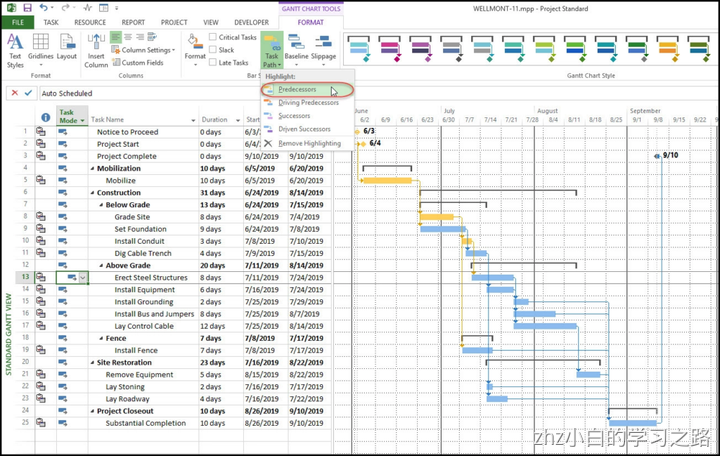 GANTT CHART TOOLS
WELLMONT-11.mpp - Project Standard
FILE TASK RESOURCE REPORT PROJECT VIEW DEVELOPER FORMAT
Text Styles
Gridlines
Layout
Insert Column
Column Settings
Custom Fields
Format
Critical Tasks
Slack
Late Tasks
Task Path
Baseline
Slippage
Bar S
Gantt Chart Style
Highlight:
Predecessors
Driving Predecessors
Successors
Driven Successors
Remove Highlighting
Auto Scheduled
Task Mode Task Name Duration Start
June July August September
6/2 6/9 6/16 6/23 6/30 7/7 7/14 7/21 7/28 8/4 8/11 8/18 8/25 9/1 9/8 9/15 9/22
1 Notice to Proceed 0 days 6/3/2019 6/3
2 Project Start 0 days 6/4/2019 6/4/2019 6/4
3 Project Complete 0 days 9/10/2019 9/10/2019 9/10
4 Mobilization 10 days 6/5/2019 6/20/2019
5 Mobilize 10 days 6/5/2019 6/20/2019
6 Construction 31 days 6/24/2019 8/14/2019
7 Below Grade 13 days 6/24/2019 7/15/2019
8 Grade Site 8 days 6/24/2019 7/4/2019
9 Set Foundation 9 days 6/24/2019 7/8/2019
10 Install Conduit 3 days 7/8/2019 7/10/2019
11 Dig Cable Trench 4 days 7/9/2019 7/15/2019
12 Above Grade 20 days 7/11/2019 8/14/2019
13 Erect Steel Structures 8 days 7/11/2019 7/24/2019
14 Install Equipment 6 days 7/16/2019 7/24/2019
15 Install Grounding 2 days 7/25/2019 7/29/2019
16 Install Bus and Jumpers 8 days 7/25/2019 8/7/2019
17 Lay Control Cable 12 days 7/25/2019 8/14/2019
18 Fence 7 days 7/8/2019 7/17/2019
19 Install Fence 7 days 7/8/2019 7/17/2019
20 Site Restoration 23 days 7/16/2019 8/22/2019
21 Remove Equipment 5 days 8/15/2019 8/22/2019
22 Lay Stoning 2 days 7/16/2019 7/17/2019
23 Lay Roadway 4 days 7/16/2019 7/23/2019
24 Project Closeout 10 days 8/26/2019 9/10/2019
25 Substantial Completion 10 days 8/26/2019 9/10/2019
STANDARD GANTT VIEW
zhz小白的学习之路